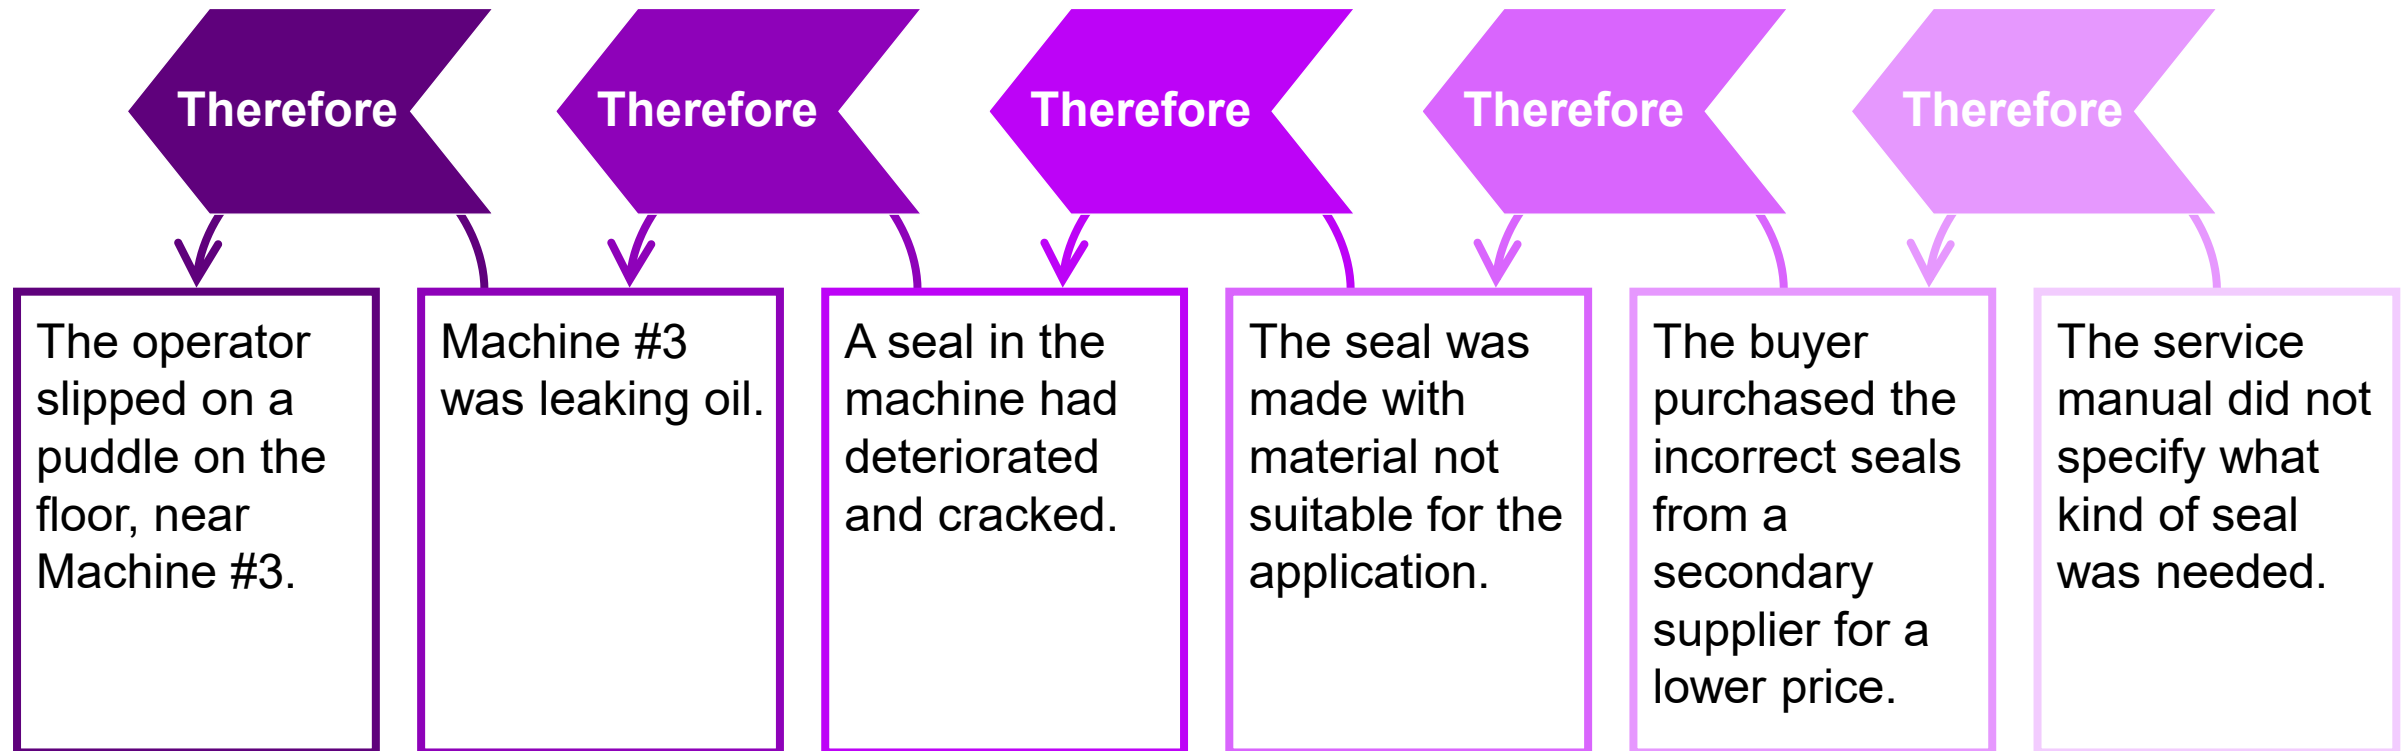 Therefore
Therefore
Therefore
Therefore
Therefore
The operator
slipped on a
puddle on the
floor, near
Machine #3.
Machine #3
was leaking oil.
A seal in the
machine had
deteriorated
and cracked.
The seal was
made with
material not
suitable for the
application.
The buyer
purchased the
incorrect seals
from a
secondary
supplier for a
lower price.
The service
manual did not
specify what
kind of seal
was needed.